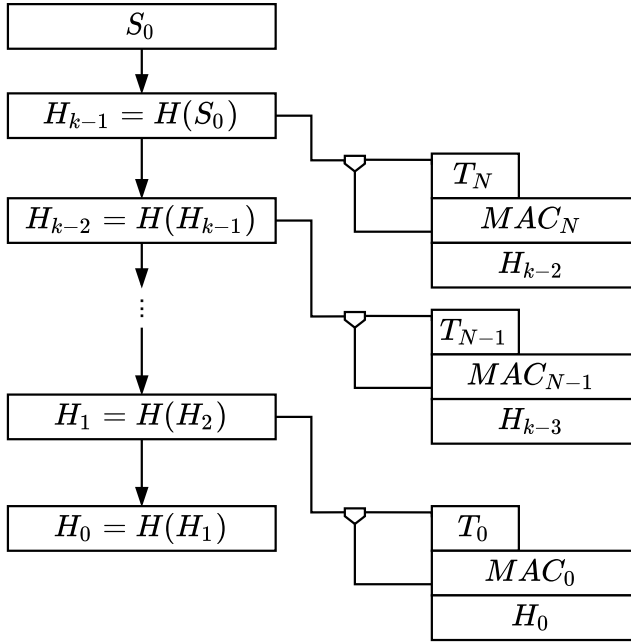 S_0
H_{k-1} = H(S_0)
T_N
MAC_N
H_{k-2}
H_{k-2} = H(H_{k-1})
⋮
T_{N-1}
MAC_{N-1}
H_{k-3}
H_1 = H(H_2)
H_0 = H(H_1)
T_0
MAC_0
H_0